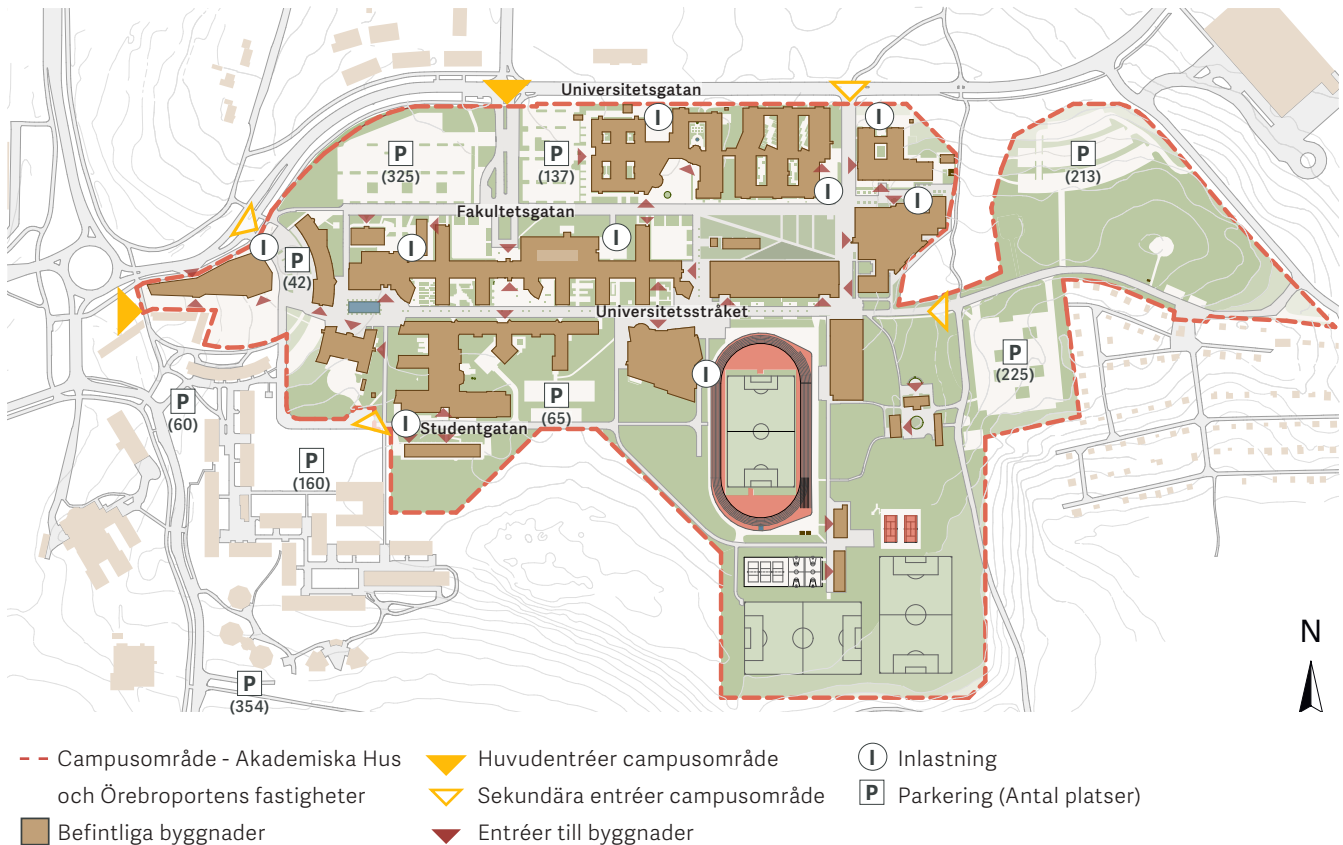 Universitetsgatan
I
I
P
(325)
P
(137)
P
(213)
I
I
Fakultetsgatan
I
I
I
P
(42)
Universitetsstråket
P
(225)
I
P
(60)
P
(65)
I
Studentgatan
P
(160)
N
P
(354)
Campusområde - Akademiska Hus
och Örebroportens fastigheter
Befintliga byggnader
Huvudentréer campusområde
Sekundära entréer campusområde
Entréer till byggnader
I Inlastning
P Parkering (Antal platser)